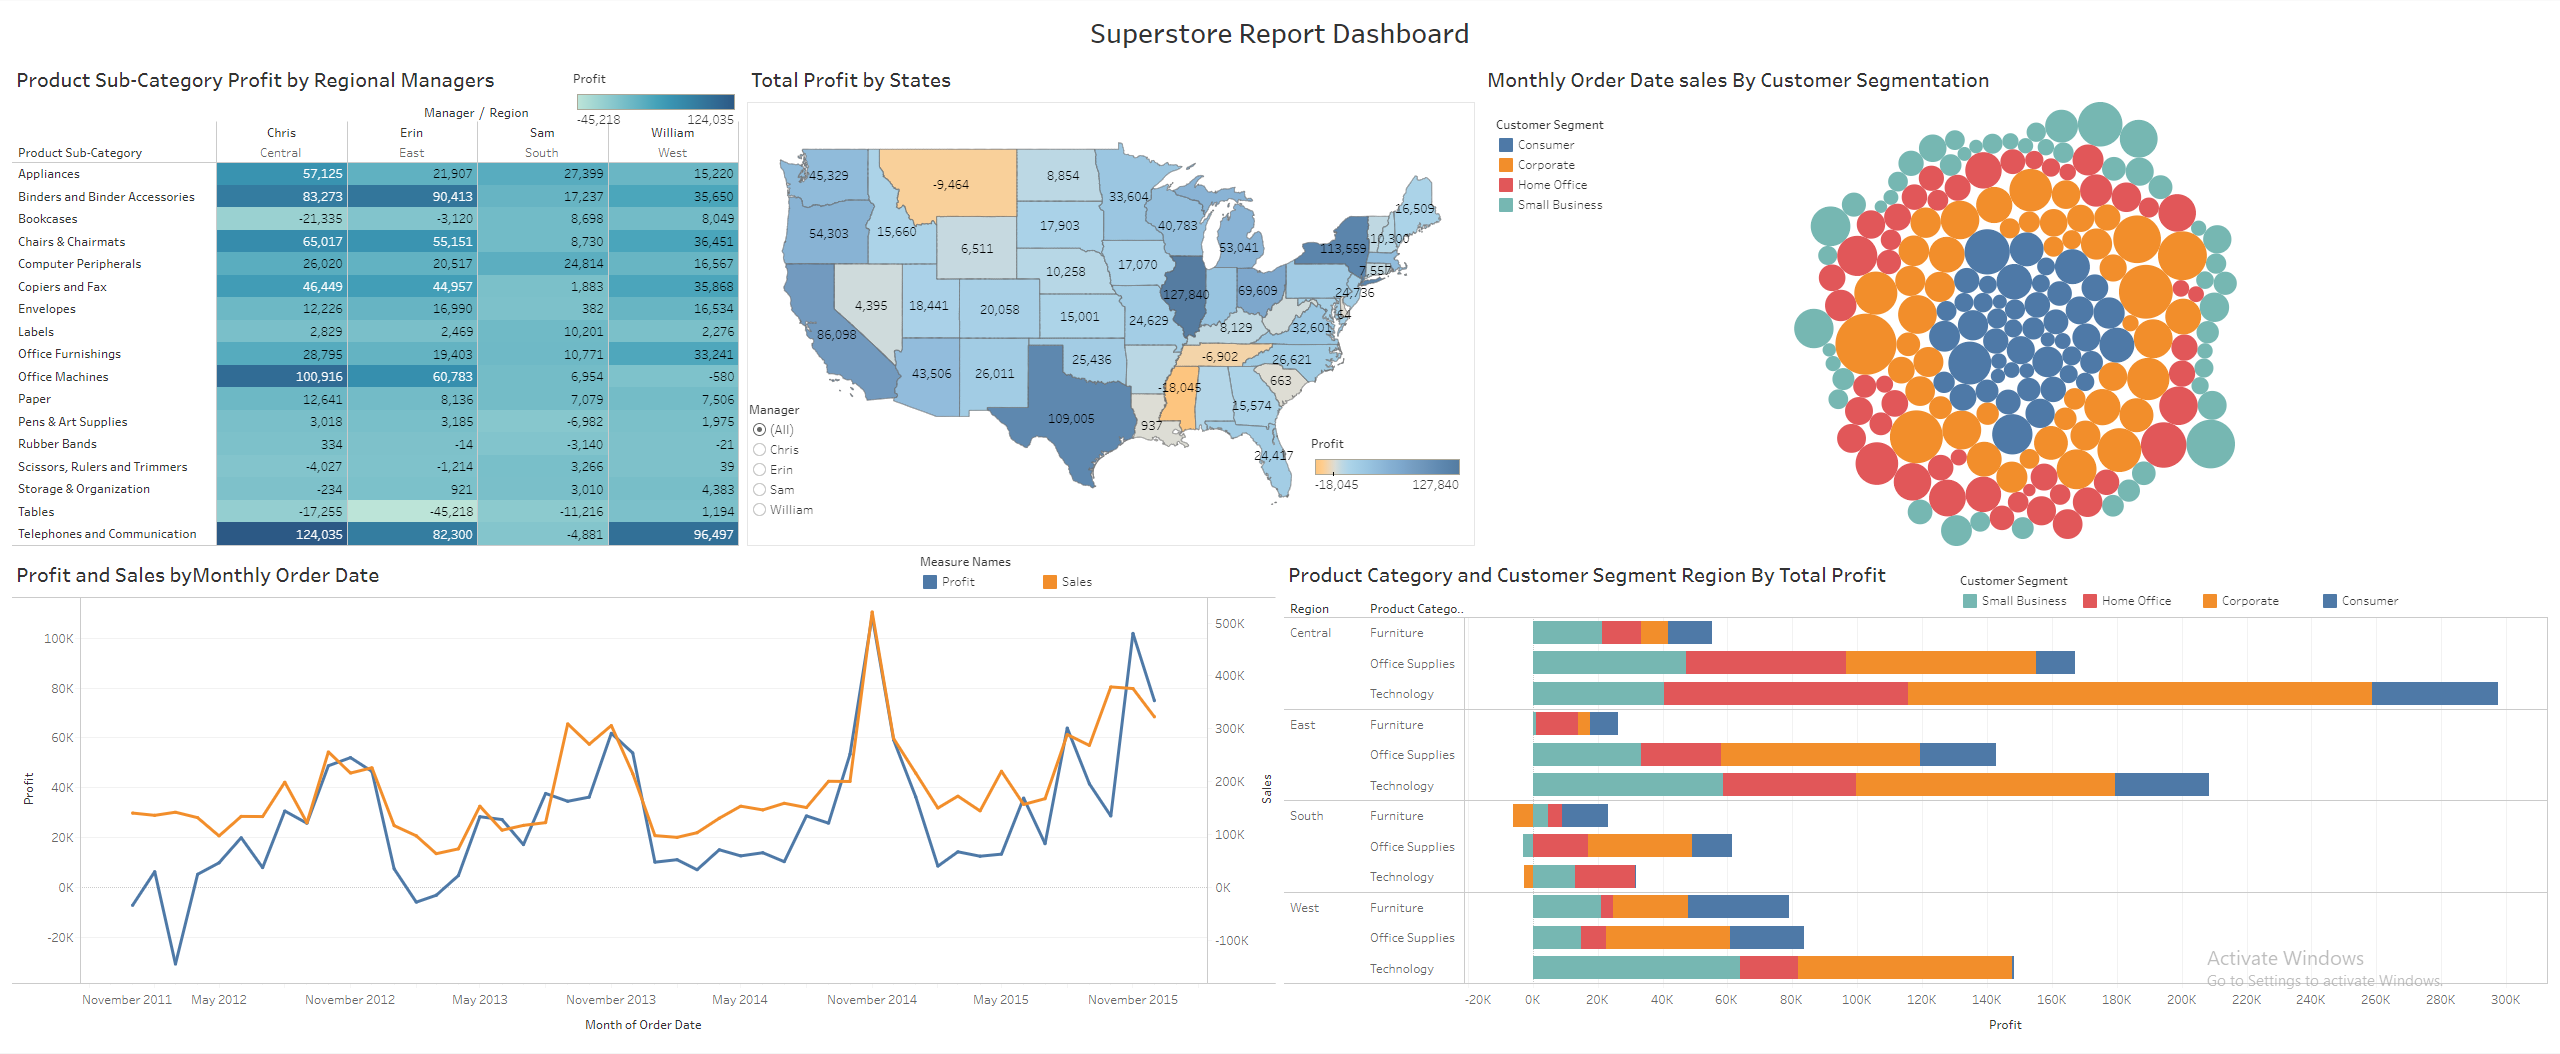 Superstore Report Dashboard
Product Sub-Category Profit by Regional Managers
Profit
-45,218 124,035
Manager / Region
Chris Erin Sam William
Product Sub-Category Central East South West
Appliances 57,125 21,907 27,399 15,220
Binders and Binder Accessories 83,273 90,413 17,237 35,650
Bookcases -21,335 -3,120 8,698 8,049
Chairs & Chairmats 65,017 55,151 8,730 36,451
Computer Peripherals 26,020 20,517 24,814 16,567
Copiers and Fax 46,449 44,957 1,883 35,868
Envelopes 12,226 16,990 382 16,534
Labels 2,829 2,469 10,201 2,276
Office Furnishings 28,795 19,403 10,771 33,241
Office Machines 100,916 60,783 6,954 -580
Paper 12,641 8,136 7,079 7,506
Pens & Art Supplies 3,018 3,185 -6,982 1,975
Rubber Bands 334 -14 -3,140 -21
Scissors, Rulers and Trimmers -4,027 -1,214 3,266 39
Storage & Organization -234 921 3,010 4,383
Tables -17,255 -45,218 -11,216 1,194
Telephones and Communication 124,035 82,300 -4,881 96,497
Total Profit by States
45,329 -9,464 8,854 33,604 16,509
54,303 15,660 17,903 40,783 10,300
6,511 53,041 113,559
10,258 17,070 7,557
4,395 18,441 20,058 127,840 69,609 24,736
86,098 15,001 24,629 8,129 32,601 64
25,436 -6,902 26,621
43,506 26,011 -18,045 663
109,005 937 15,574
24,417
Manager
(All)
Chris
Erin
Sam
William
Profit
-18,045 127,840
Monthly Order Date sales By Customer Segmentation
Customer Segment
Consumer
Corporate
Home Office
Small Business
Profit and Sales byMonthly Order Date
Measure Names
Profit Sales
100K
80K
60K
40K
20K
0K
-20K
Profit
500K
400K
300K
200K
100K
0K
-100K
Sales
November 2011 May 2012 November 2012 May 2013 November 2013 May 2014 November 2014 May 2015 November 2015
Month of Order Date
Product Category and Customer Segment Region By Total Profit
Customer Segment
Small Business Home Office Corporate Consumer
Region Product Catego..
Central Furniture
Office Supplies
Technology
East Furniture
Office Supplies
Technology
South Furniture
Office Supplies
Technology
West Furniture
Office Supplies
Technology
-20K 0K 20K 40K 60K 80K 100K 120K 140K 160K 180K 200K 220K 240K 260K 280K 300K
Profit
Activate Windows
Go to Settings to activate Windows.